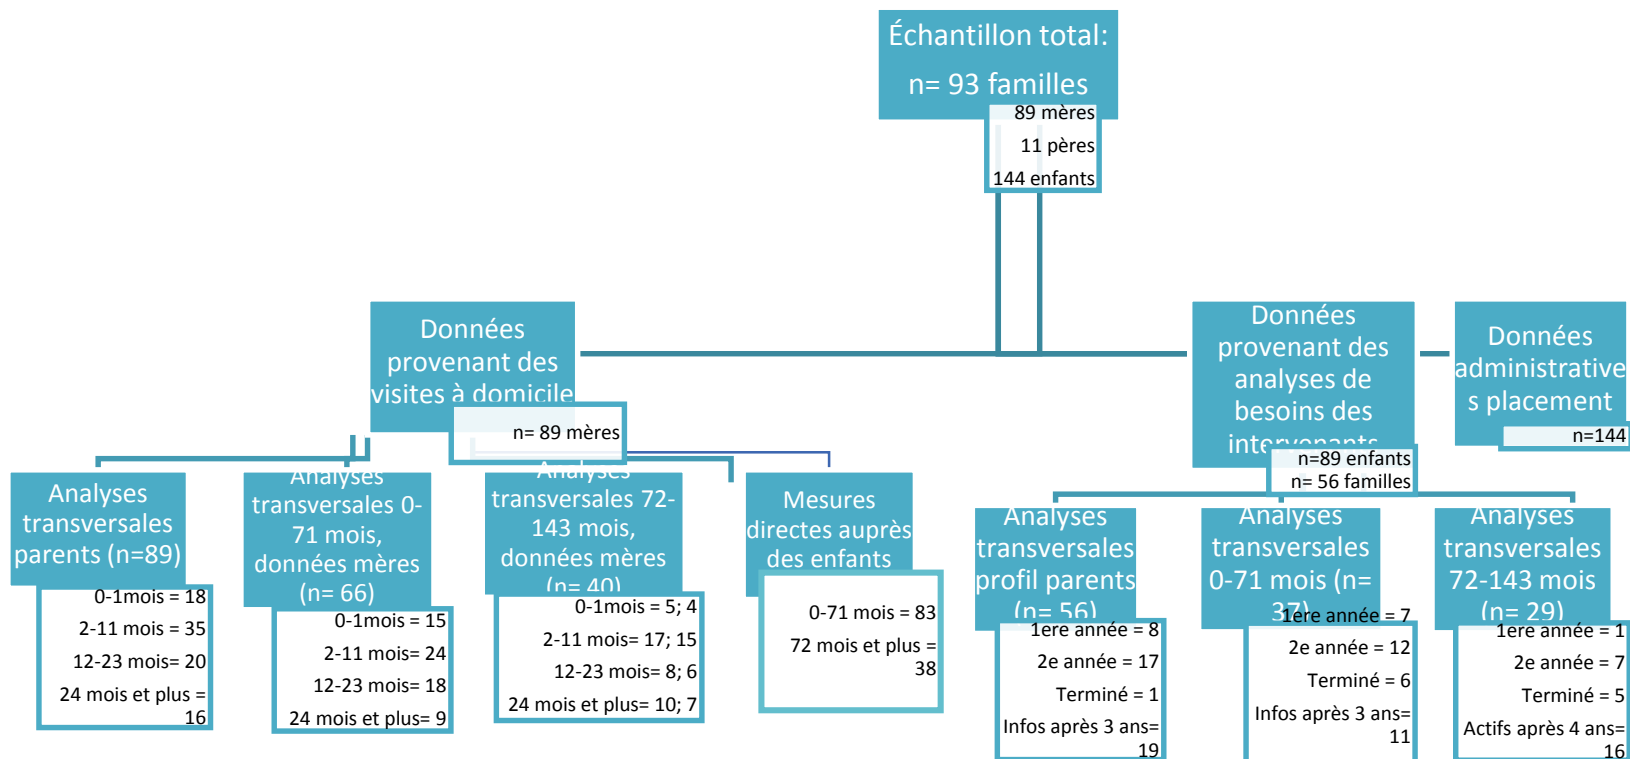 Échantillon total:
n= 93 familles
89 mères
11 pères
144 enfants
Données
provenant des
visites à domicile
n= 89 mères
Données
provenant des
analyses de
besoins des
intervenants
n=89 enfants
n= 56 familles
Données
administrative
s placement
n=144
Analyses
transversales
parents (n=89)
0-1mois = 18
2-11 mois = 35
12-23 mois= 20
24 mois et plus =
16
Analyses
transversales 0-
71 mois,
données mères
(n= 66)
0-1mois = 15
2-11 mois= 24
12-23 mois= 18
24 mois et plus= 9
Analyses
transversales 72-
143 mois,
données mères
(n= 40)
0-1mois = 5; 4
2-11 mois= 17; 15
12-23 mois= 8; 6
24 mois et plus= 10; 7
Mesures
directes auprès
des enfants
0-71 mois = 83
72 mois et plus =
38
Analyses
transversales
profil parents
(n= 56)
1ere année = 8
2e année = 17
Terminé = 1
Infos après 3 ans=
19
Analyses
transversales
0-71 mois (n=
37)
1ere année = 7
2e année = 12
Terminé = 6
Infos après 3 ans=
11
Analyses
transversales
72-143 mois
(n= 29)
1ere année = 1
2e année = 7
Terminé = 5
Actifs après 4 ans=
16